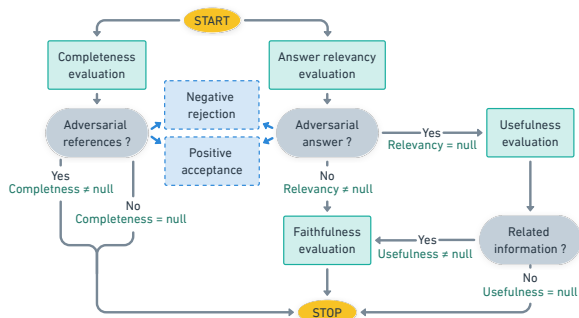 START
Completeness
evaluation
Answer relevancy
evaluation
Negative
rejection
Positive
acceptance
Adversarial
references ?
Adversarial
answer ?
Yes
Relevancy = null
Usefulness
evaluation
Yes
Completness ≠ null
No
Completeness = null
No
Relevancy ≠ null
Faithfulness
evaluation
Yes
Usefulness ≠ null
Related
information ?
No
Usefulness = null
STOP